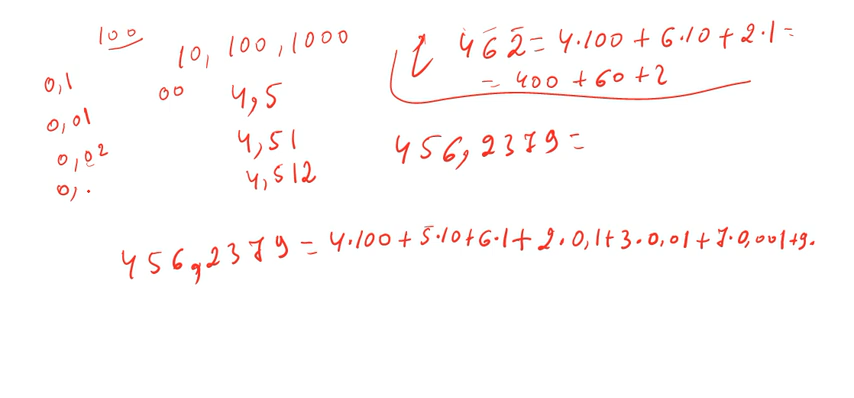 100
10, 100, 1000
0,1
0,01
0,02
0,.
00
4,5
4,51
4,512
462 = 4·100 + 6·10 + 2·1 =
= 400 + 60 + 2
456,2379 =
456,2379 = 4·100 + 5·10 + 6·1 + 2·0,1 + 3·0,01 + 7·0,001 + 9·